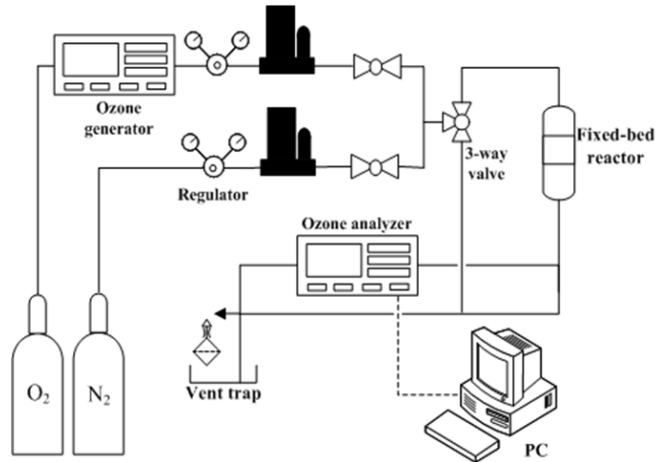 Ozone
generator
Regulator
3-way
valve
Fixed-bed
reactor
Ozone analyzer
O₂
N₂
Vent trap
PC